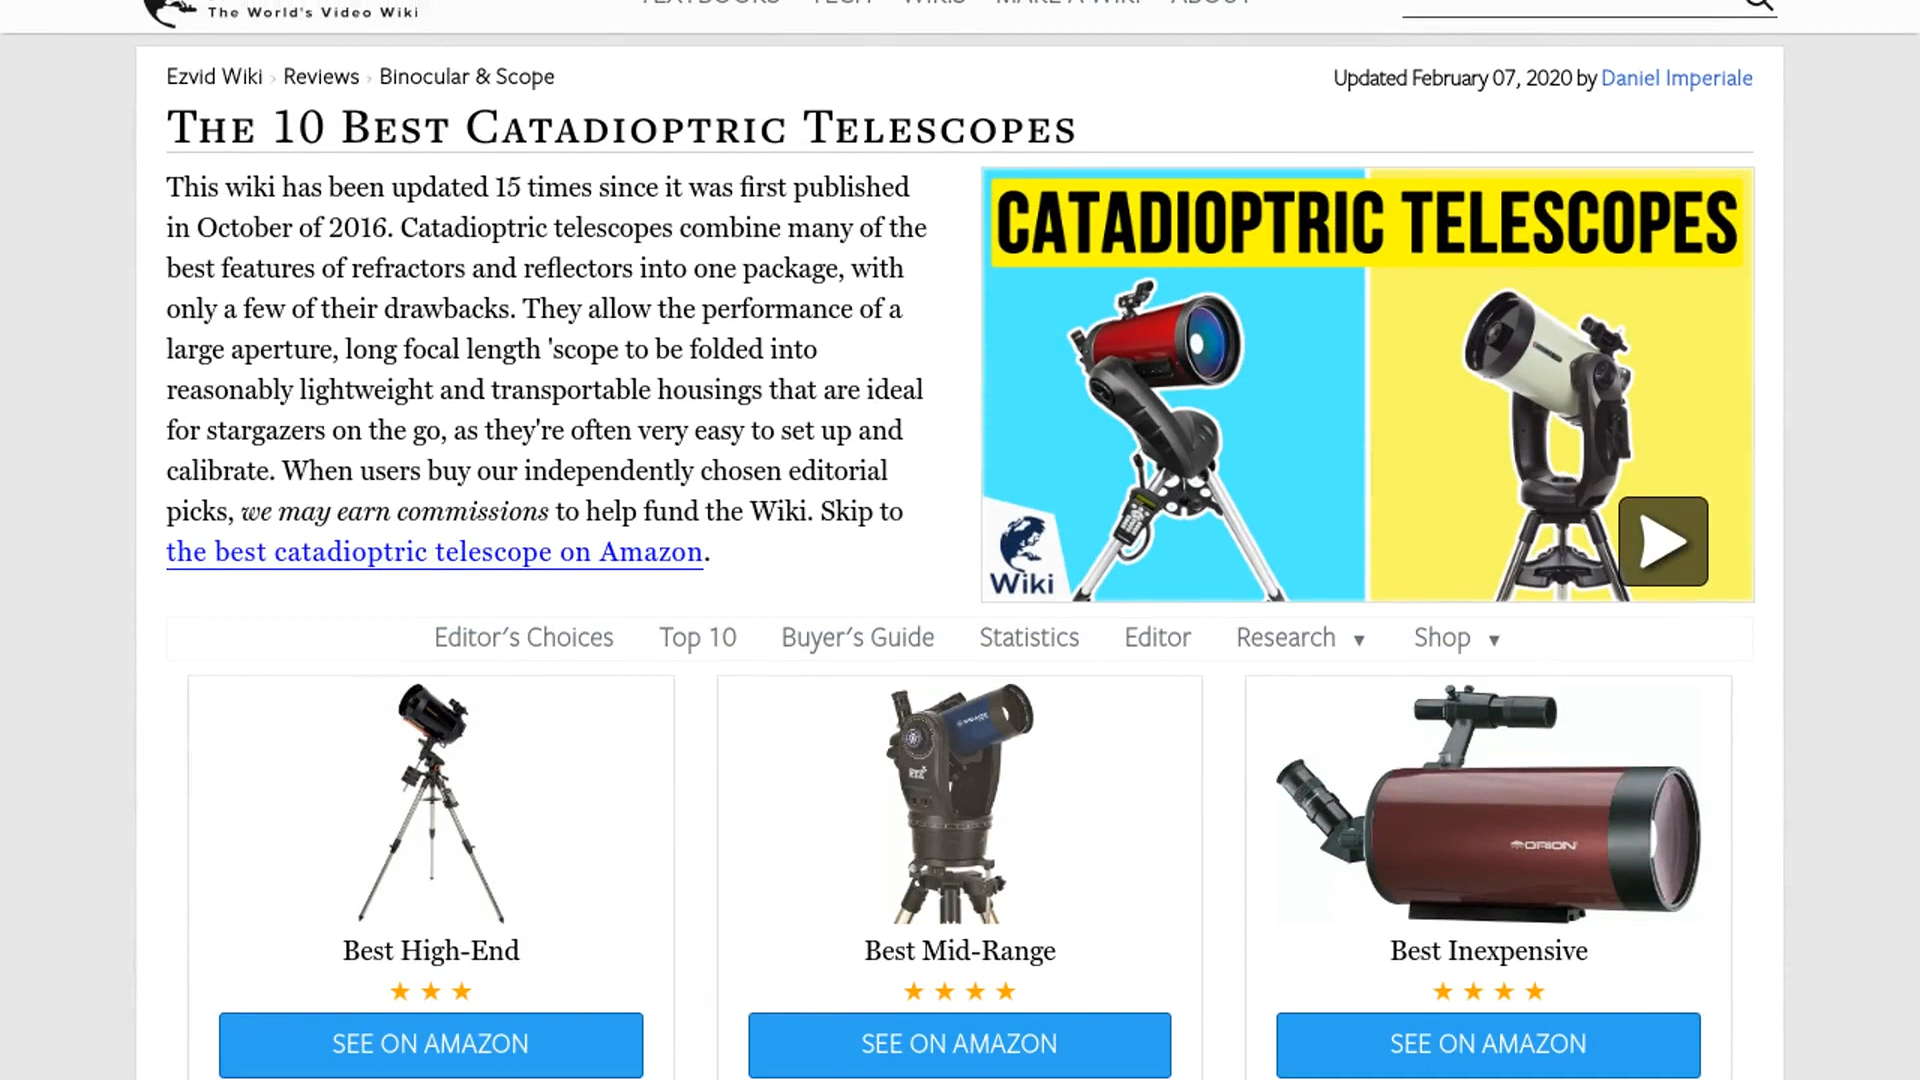 The World's Video Wiki
TEXTBOOKS TECH WIKIS MAKE A WIKI ABOUT
Ezvid Wiki › Reviews › Binocular & Scope
Updated February 07, 2020 by Daniel Imperiale
The 10 Best Catadioptric Telescopes
This wiki has been updated 15 times since it was first published
in October of 2016. Catadioptric telescopes combine many of the
best features of refractors and reflectors into one package, with
only a few of their drawbacks. They allow the performance of a
large aperture, long focal length 'scope to be folded into
reasonably lightweight and transportable housings that are ideal
for stargazers on the go, as they're often very easy to set up and
calibrate. When users buy our independently chosen editorial
picks, we may earn commissions to help fund the Wiki. Skip to
the best catadioptric telescope on Amazon.
CATADIOPTRIC TELESCOPES
Wiki
Editor's Choices Top 10 Buyer's Guide Statistics Editor Research ▼ Shop ▼
ORION
Best High-End
Best Mid-Range
Best Inexpensive
SEE ON AMAZON
SEE ON AMAZON
SEE ON AMAZON